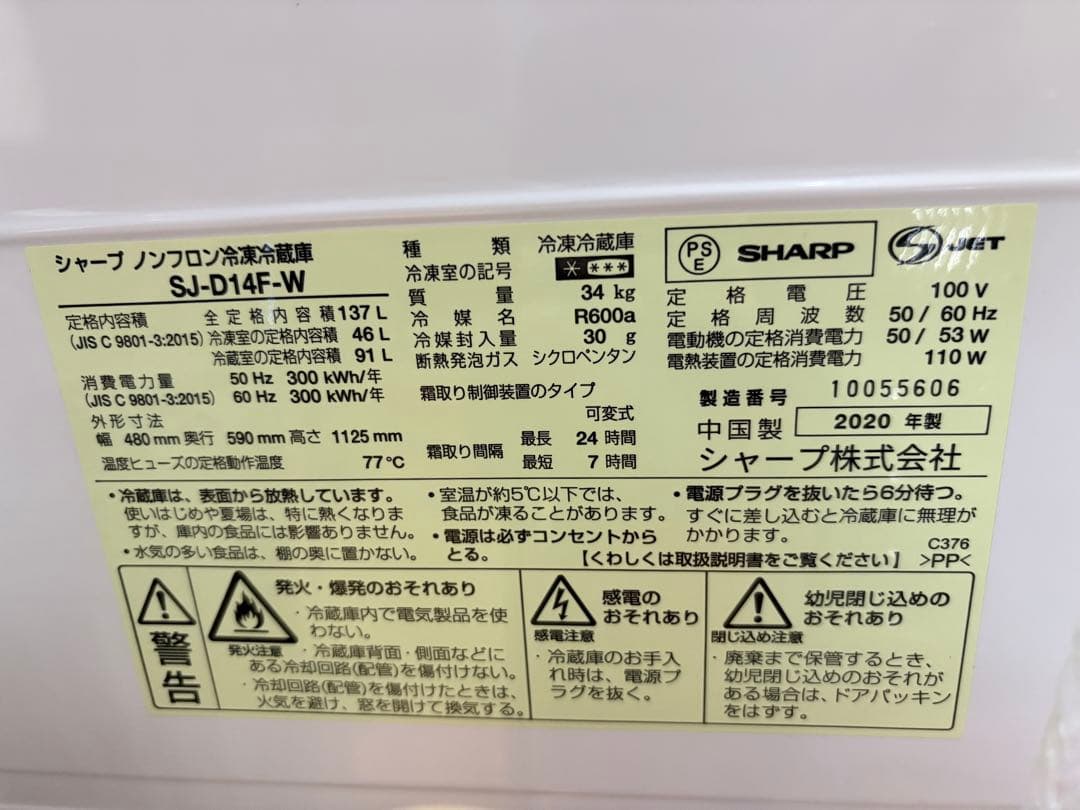 シャープ ノンフロン冷凍冷蔵庫
SJ-D14F-W
定格内容積 全定格内容積 137 L
(JIS C 9801-3:2015) 冷凍室の定格内容積 46 L
冷蔵室の定格内容積 91 L
消費電力量 50 Hz 300 kWh/年
(JIS C 9801-3:2015) 60 Hz 300 kWh/年
外形寸法
幅 480 mm 奥行 590 mm 高さ 1125 mm
温度ヒューズの定格動作温度 77℃
種類 冷凍冷蔵庫
冷凍室の記号
質量 34 kg
冷媒名 R600a
冷媒封入量 30 g
断熱発泡ガス シクロペンタン
霜取り制御装置のタイプ
可変式
霜取り間隔 最長 24 時間
最短 7 時間
PS
E
SHARP
S JET
定格電圧 100 V
定格周波数 50 / 60 Hz
電動機の定格消費電力 50 / 53 W
電熱装置の定格消費電力 110 W
製造番号 10055606
中国製 2020 年製
シャープ株式会社
・冷蔵庫は、表面から放熱しています。
使いはじめや夏場は、特に熱くなりま
すが、庫内の食品には影響ありません。
・水気の多い食品は、棚の奥に置かない。
・室温が約5℃以下では、
食品が凍ることがあります。
・電源は必ずコンセントから
とる。
・電源プラグを抜いたら6分待つ。
すぐに差し込むと冷蔵庫に無理が
かかります。
C376
【くわしくは取扱説明書をご覧ください】 >PP<
警告
発火・爆発のおそれあり
発火注意
・冷蔵庫内で電気製品を使
わない。
・冷蔵庫背面・側面などに
ある冷却回路(配管)を傷付けない。
・冷却回路(配管)を傷付けたときは、
火気を避け、窓を開けて換気する。
感電の
おそれあり
感電注意
・冷蔵庫のお手入
れ時は、電源プ
ラグを抜く。
幼児閉じ込めの
おそれあり
閉じ込め注意
・廃棄まで保管するとき、
幼児閉じ込めのおそれが
ある場合は、ドアパッキン
をはずす。